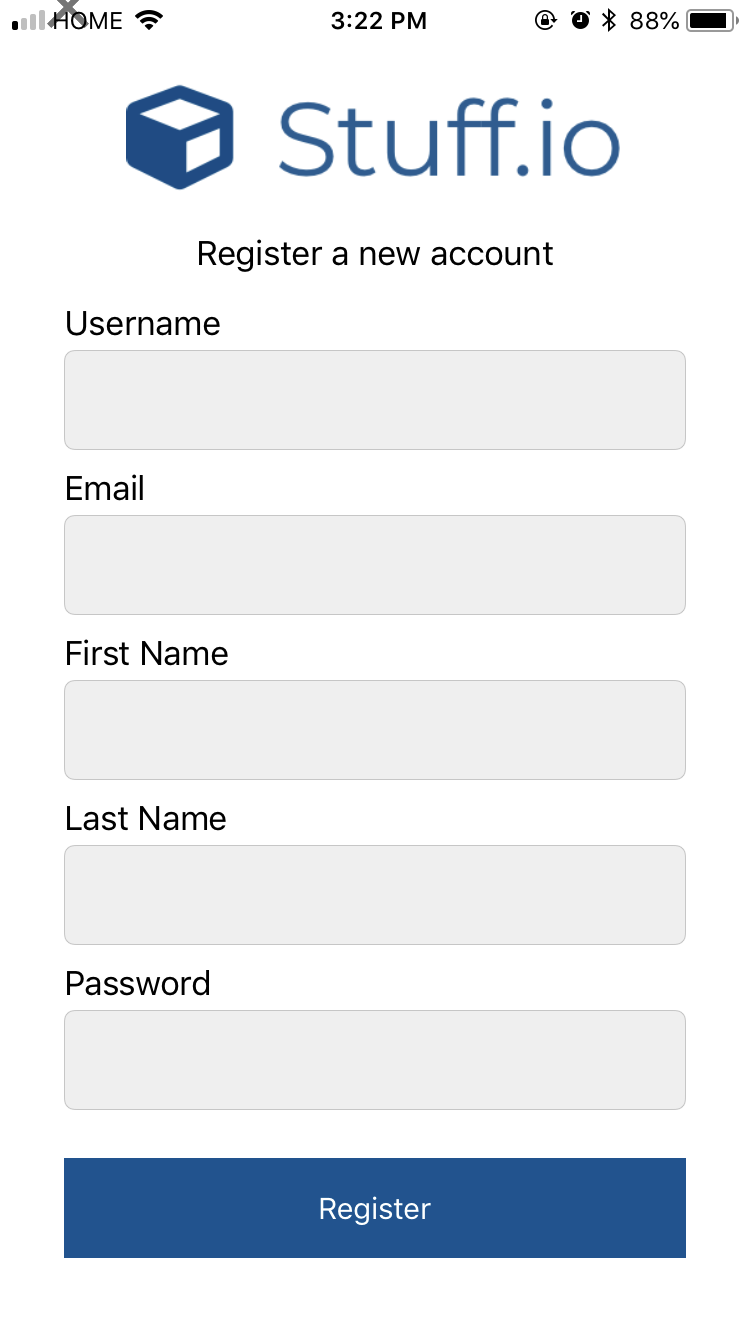 HOME 3:22 PM 88%
Stuff.io
Register a new account
Username
Email
First Name
Last Name
Password
Register